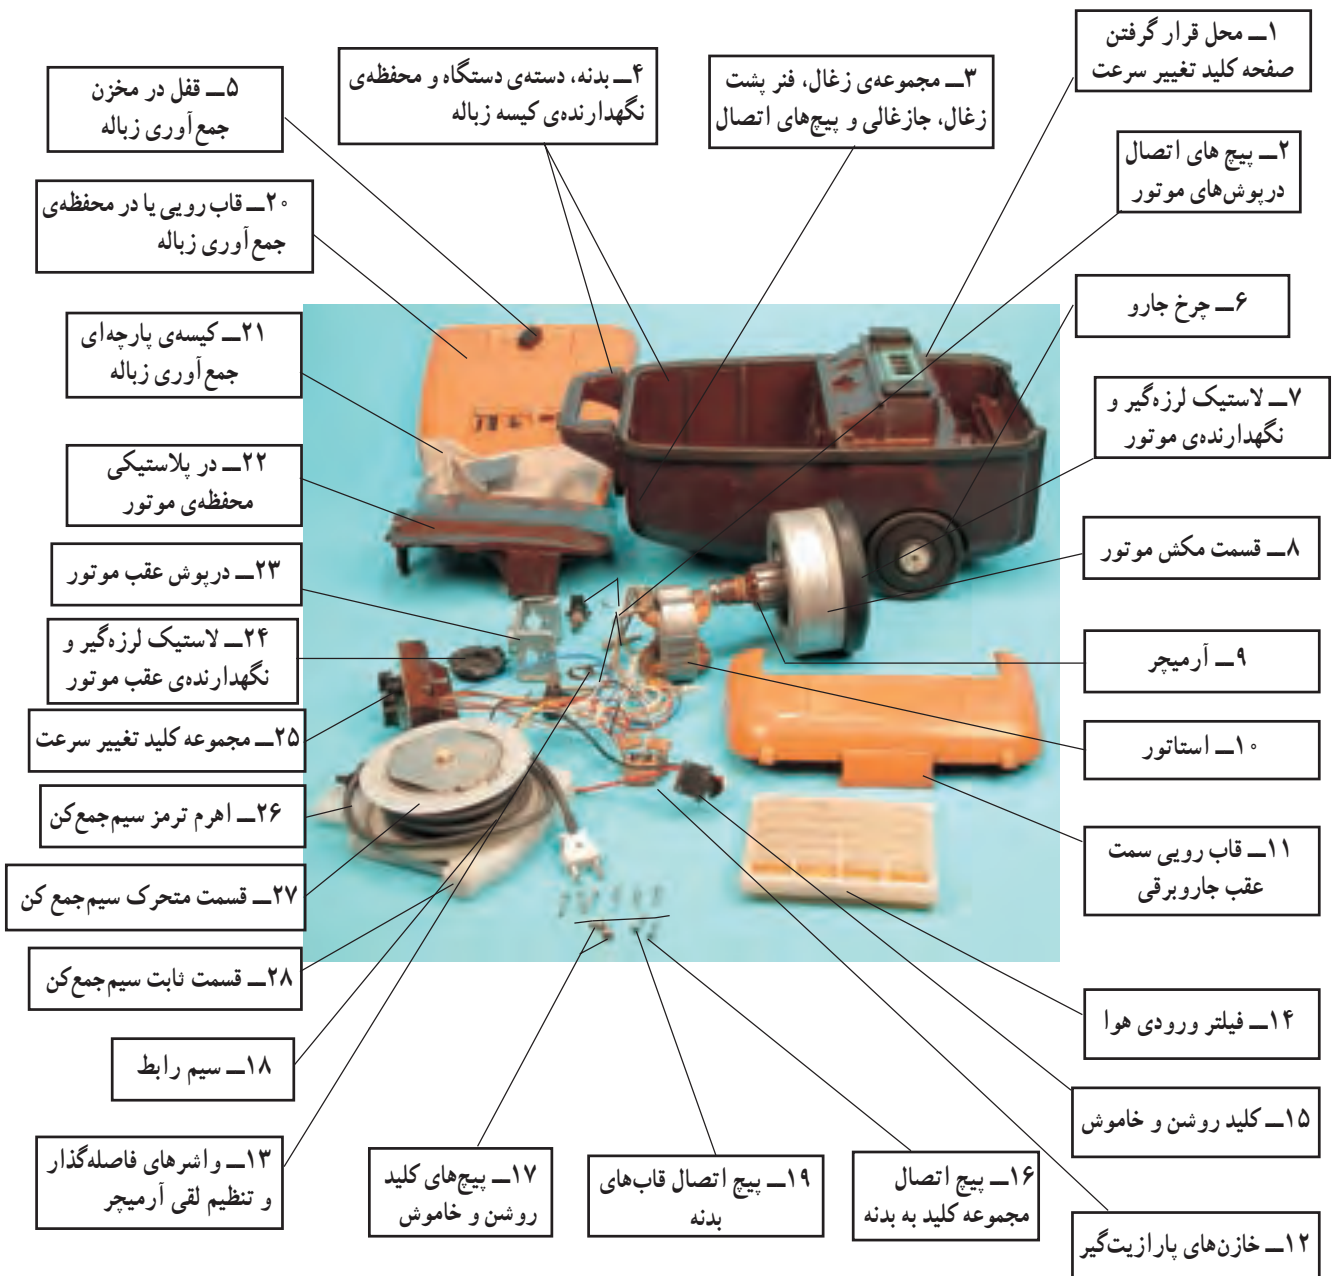 ۱ــ محل قرار گرفتن
صفحه کلید تغییر سرعت
۲ــ پیچ های اتصال
درپوش‌های موتور
۳ــ مجموعه‌ی زغال، فنر پشت
زغال، جازغالی و پیچ‌های اتصال
۴ــ بدنه، دسته‌ی دستگاه و محفظه‌ی
نگهدارنده‌ی کیسه زباله
۵ــ قفل در مخزن
جمع‌آوری زباله
۲۰ــ قاب رویی یا در محفظه‌ی
جمع‌آوری زباله
۶ــ چرخ جارو
۲۱ــ کیسه‌ی پارچه‌ای
جمع‌آوری زباله
۷ــ لاستیک لرزه‌گیر و
نگهدارنده‌ی موتور
۲۲ــ در پلاستیکی
محفظه‌ی موتور
۸ــ قسمت مکش موتور
۲۳ــ درپوش عقب موتور
۲۴ــ لاستیک لرزه‌گیر و
نگهدارنده‌ی عقب موتور
۹ــ آرمیچر
۲۵ــ مجموعه کلید تغییر سرعت
۱۰ــ استاتور
۲۶ــ اهرم ترمز سیم‌جمع‌کن
۱۱ــ قاب رویی سمت
عقب جاروبرقی
۲۷ــ قسمت متحرک سیم‌جمع کن
۲۸ــ قسمت ثابت سیم‌جمع‌کن
۱۴ــ فیلتر ورودی هوا
۱۸ــ سیم رابط
۱۵ــ کلید روشن و خاموش
۱۳ــ واشرهای فاصله‌گذار
و تنظیم لقی آرمیچر
۱۷ــ پیچ‌های کلید
روشن و خاموش
۱۹ــ پیچ اتصال قاب‌های
بدنه
۱۶ــ پیچ اتصال
مجموعه کلید به بدنه
۱۲ــ خازن‌های پارازیت‌گیر